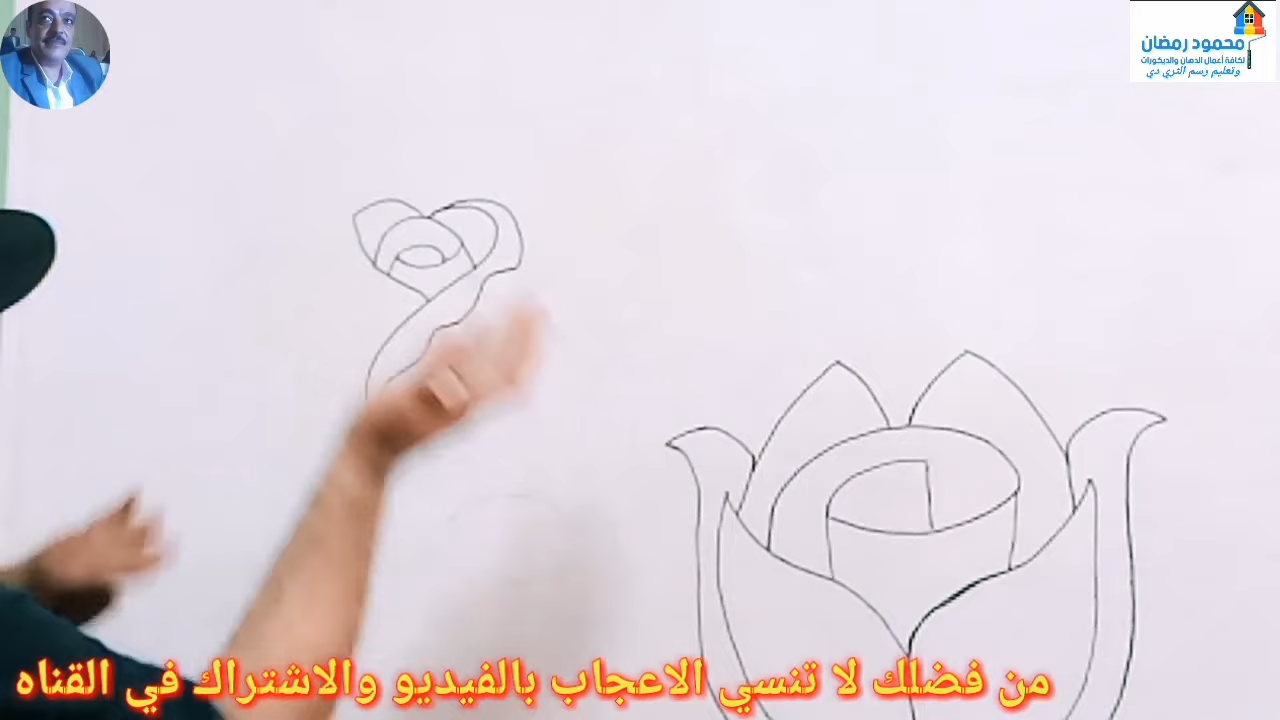 محمود رمضان
لكافة أعمال الدهان والديكورات
وتعليم رسم الثري دي
من فضلك لا تنسي الاعجاب بالفيديو والاشتراك في القناه